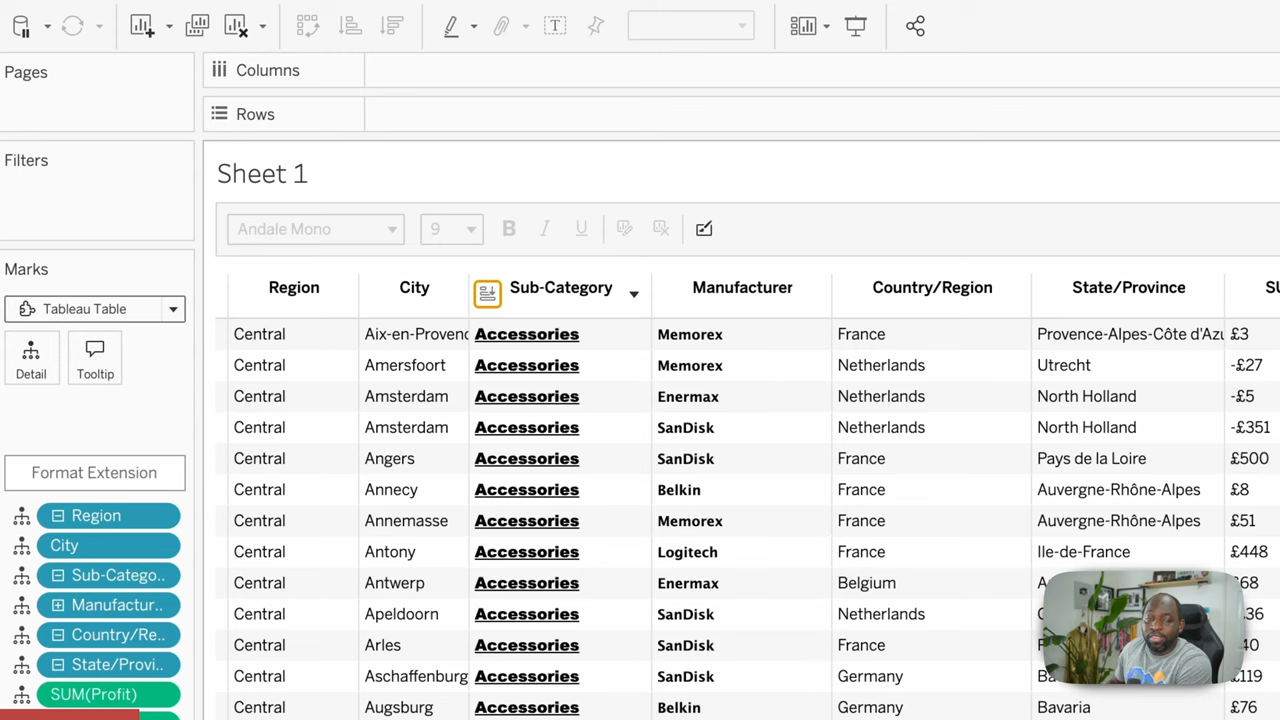 Pages
Columns
Rows
Filters
Sheet 1
Andale Mono 9 B I U
Marks
Tableau Table
Detail Tooltip
Format Extension
Region
City
Sub-Catego..
Manufactur..
Country/Re..
State/Provi..
SUM(Profit)
Region City Sub-Category Manufacturer Country/Region State/Province SU
Central Aix-en-Provenc Accessories Memorex France Provence-Alpes-Côte d'Azu £3
Central Amersfoort Accessories Memorex Netherlands Utrecht -£27
Central Amsterdam Accessories Enermax Netherlands North Holland -£5
Central Amsterdam Accessories SanDisk Netherlands North Holland -£351
Central Angers Accessories SanDisk France Pays de la Loire £500
Central Annecy Accessories Belkin France Auvergne-Rhône-Alpes £8
Central Annemasse Accessories Memorex France Auvergne-Rhône-Alpes £51
Central Antony Accessories Logitech France Ile-de-France £448
Central Antwerp Accessories Enermax Belgium 68
Central Apeldoorn Accessories SanDisk Netherlands 36
Central Arles Accessories SanDisk France 40
Central Aschaffenburg Accessories SanDisk Germany £119
Central Augsburg Accessories Belkin Germany Bavaria £76